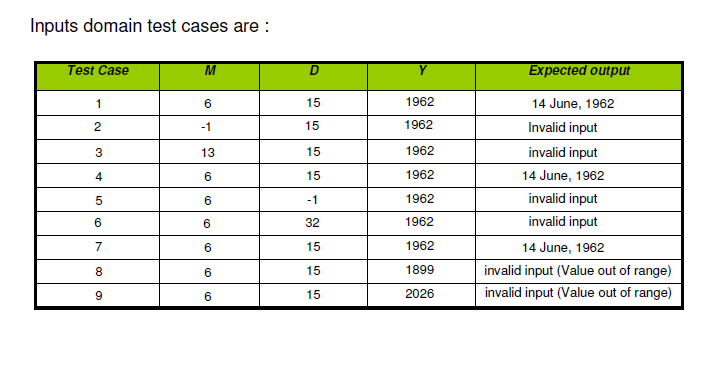 Inputs domain test cases are :
Test Case M D Y Expected output
1 6 15 1962 14 June, 1962
2 -1 15 1962 Invalid input
3 13 15 1962 invalid input
4 6 15 1962 14 June, 1962
5 6 -1 1962 invalid input
6 6 32 1962 invalid input
7 6 15 1962 14 June, 1962
8 6 15 1899 invalid input (Value out of range)
9 6 15 2026 invalid input (Value out of range)